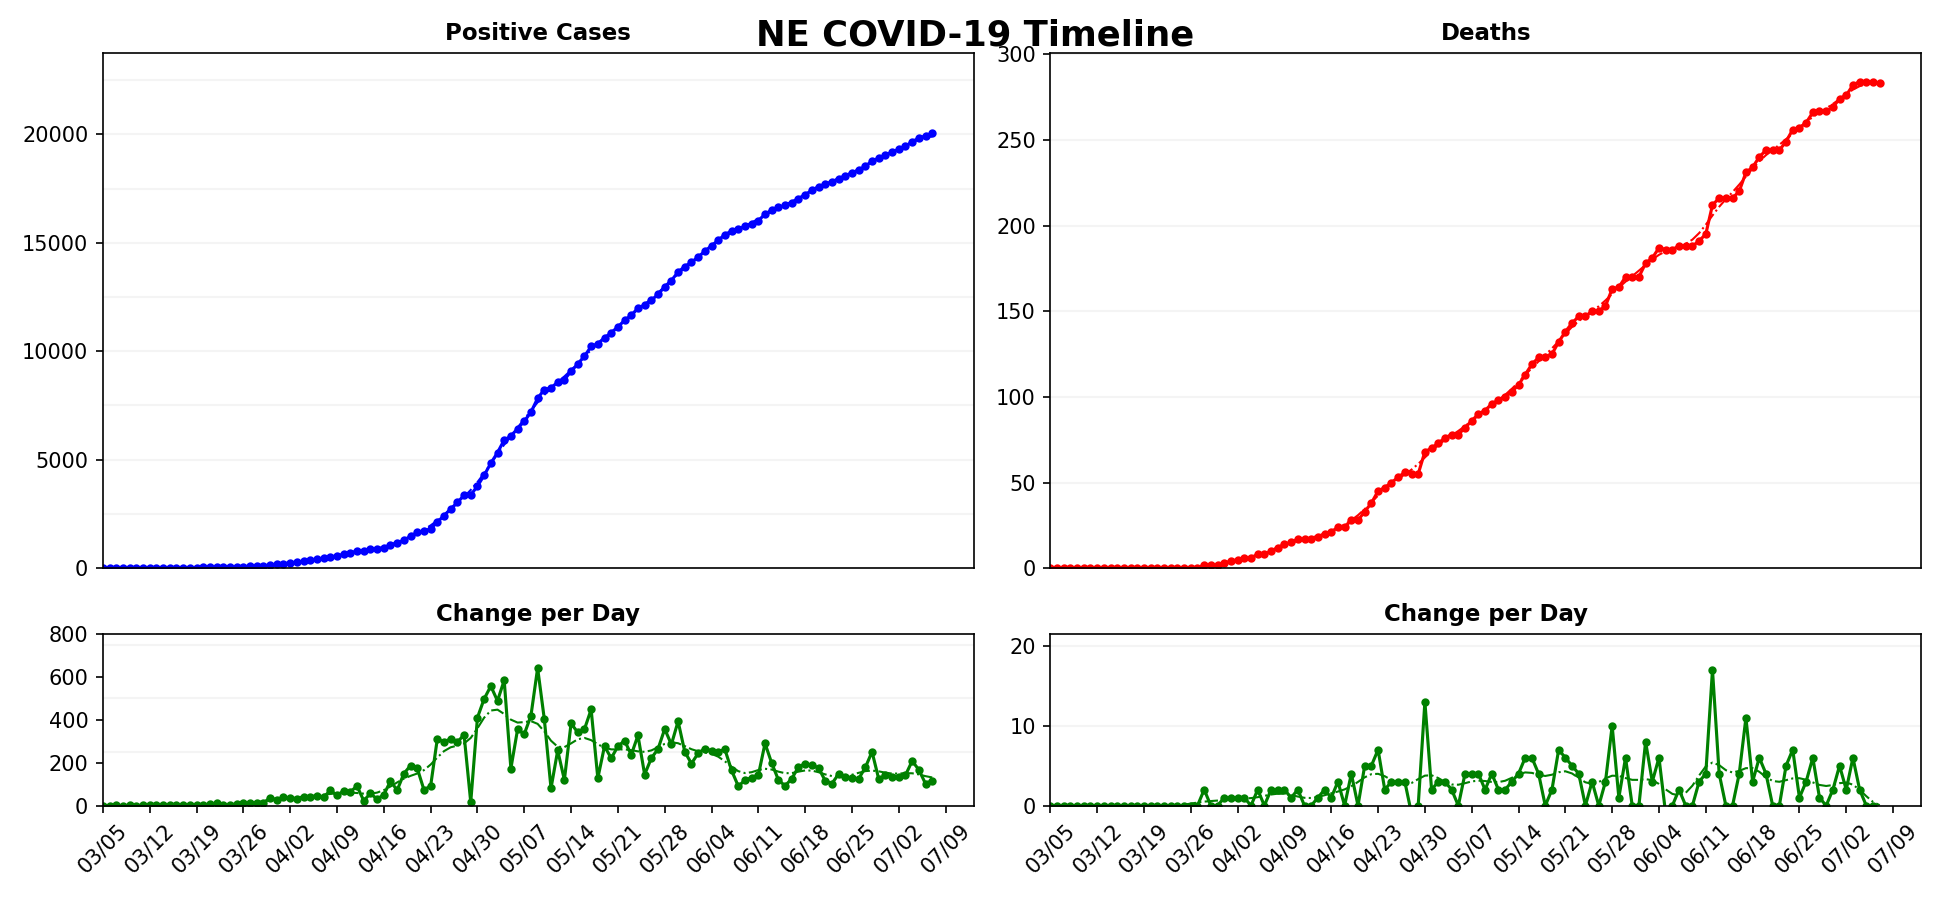 NE COVID-19 Timeline
Positive Cases
Deaths
20000
15000
10000
5000
0
300
250
200
150
100
50
0
Change per Day
800
600
400
200
0
03/05 03/12 03/19 03/26 04/02 04/09 04/16 04/23 04/30 05/07 05/14 05/21 05/28 06/04 06/11 06/18 06/25 07/02 07/09
Change per Day
20
10
0
03/05 03/12 03/19 03/26 04/02 04/09 04/16 04/23 04/30 05/07 05/14 05/21 05/28 06/04 06/11 06/18 06/25 07/02 07/09